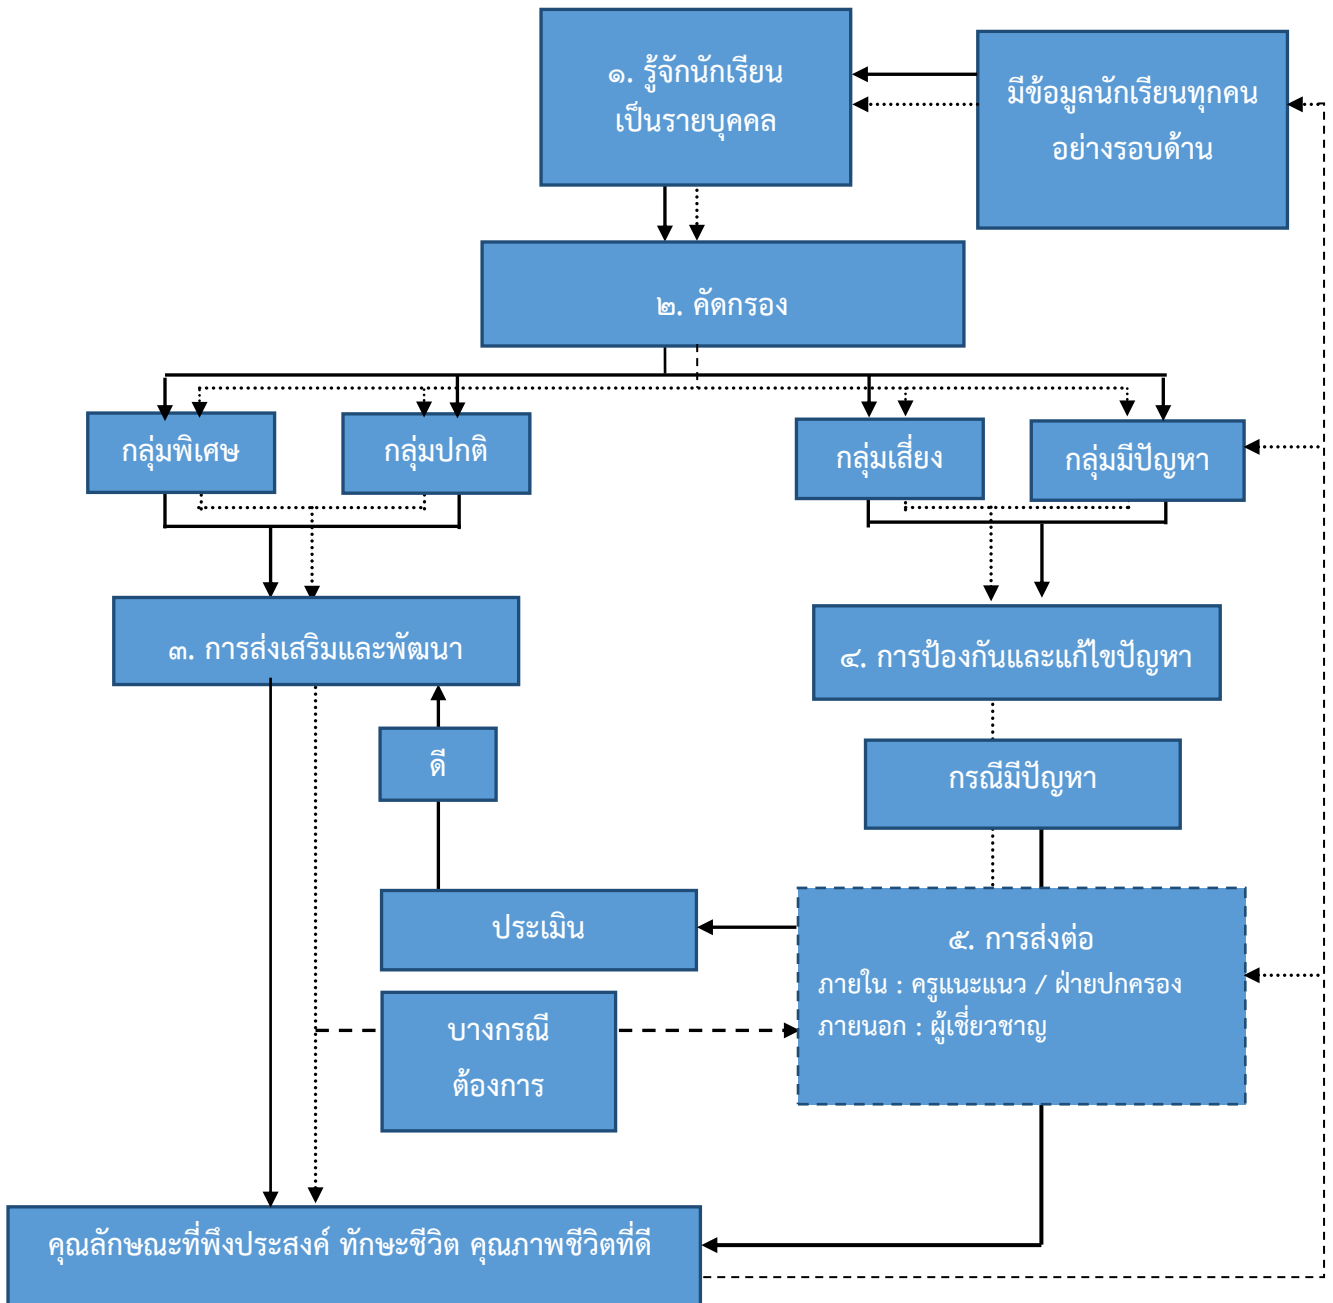 ๑. รู้จักนักเรียน
เป็นรายบุคคล
มีข้อมูลนักเรียนทุกคน
อย่างรอบด้าน
๒. คัดกรอง
กลุ่มพิเศษ
กลุ่มปกติ
กลุ่มเสี่ยง
กลุ่มมีปัญหา
๓. การส่งเสริมและพัฒนา
๔. การป้องกันและแก้ไขปัญหา
ดี
กรณีมีปัญหา
ประเมิน
๕. การส่งต่อ
ภายใน : ครูแนะแนว / ฝ่ายปกครอง
ภายนอก : ผู้เชี่ยวชาญ
บางกรณี
ต้องการ
คุณลักษณะที่พึงประสงค์ ทักษะชีวิต คุณภาพชีวิตที่ดี